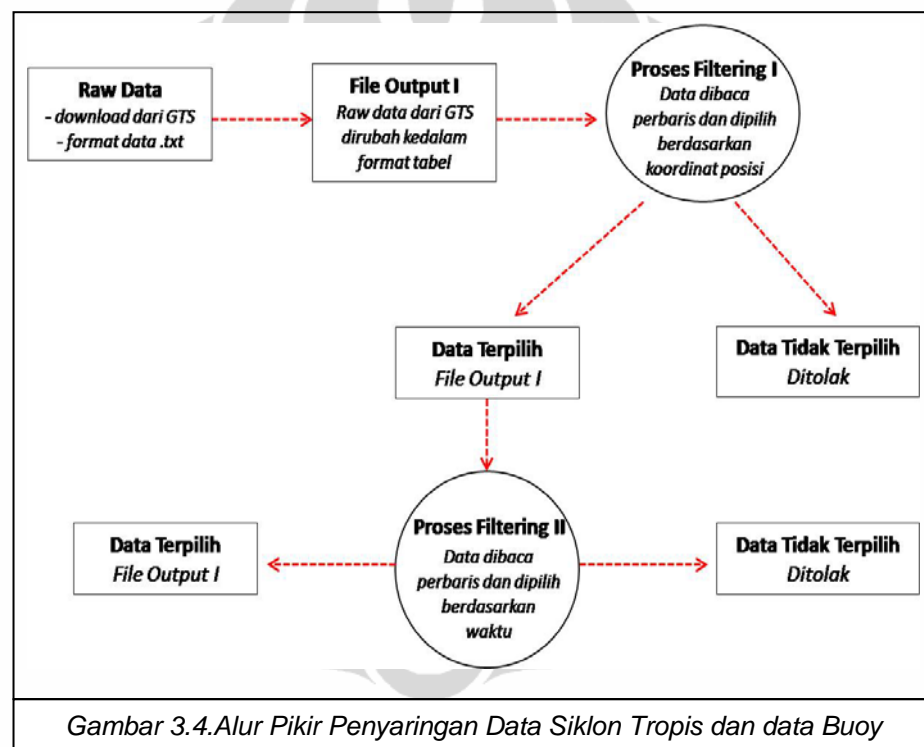 Raw Data
- download dari GTS
- format data .txt
File Output I
Raw data dari GTS
dirubah kedalam
format tabel
Proses Filtering I
Data dibaca
perbaris dan dipilih
berdasarkan
koordinat posisi
Data Terpilih
File Output I
Data Tidak Terpilih
Ditolak
Proses Filtering II
Data dibaca
perbaris dan dipilih
berdasarkan
waktu
Data Terpilih
File Output I
Data Tidak Terpilih
Ditolak
Gambar 3.4.Alur Pikir Penyaringan Data Siklon Tropis dan data Buoy